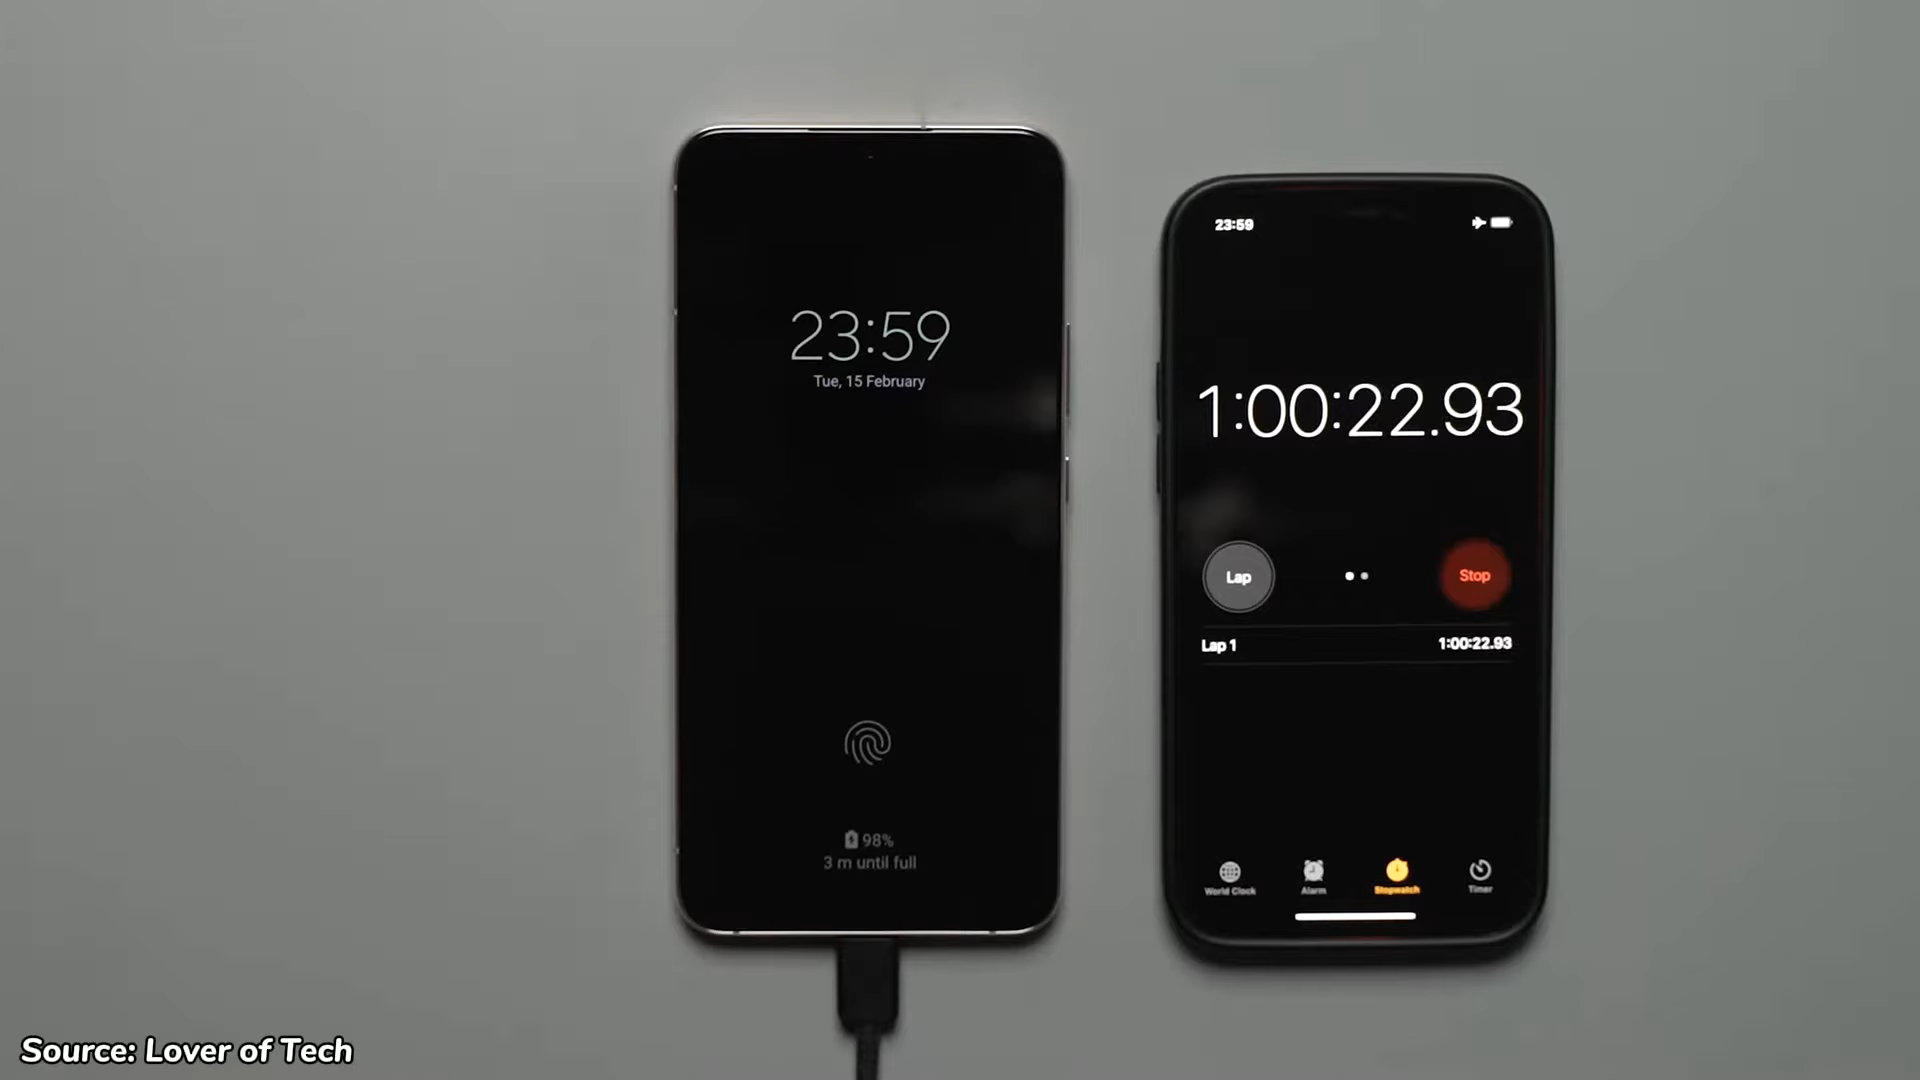 23:59
Tue, 15 February
98%
3 m until full
23:59
1:00:22.93
Lap
Stop
Lap 1 1:00:22.93
World Clock Alarm Stopwatch Timer
Source: Lover of Tech